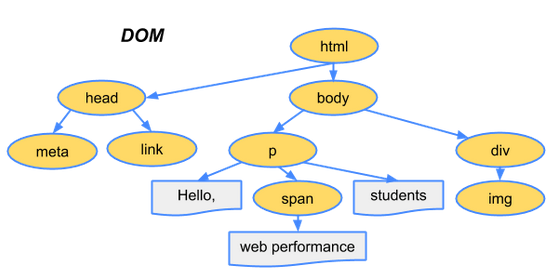 DOM
html
head
body
meta
link
p
div
Hello,
span
students
img
web performance